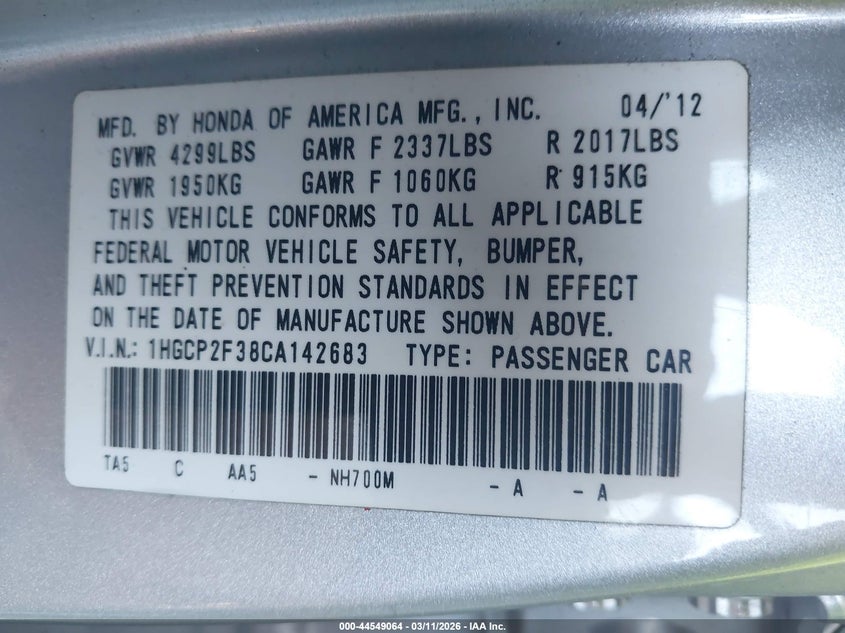 MFD. BY HONDA OF AMERICA MFG., INC. 04/'12
GVWR 4299LBS GAWR F 2337LBS R 2017LBS
GVWR 1950KG GAWR F 1060KG R 915KG
THIS VEHICLE CONFORMS TO ALL APPLICABLE
FEDERAL MOTOR VEHICLE SAFETY, BUMPER,
AND THEFT PREVENTION STANDARDS IN EFFECT
ON THE DATE OF MANUFACTURE SHOWN ABOVE.
V.I.N.: 1HGCP2F38CA142683 TYPE: PASSENGER CAR
TA5 C AA5 - NH700M - A - A
000-44549064 - 03/11/2026 - IAA Inc.